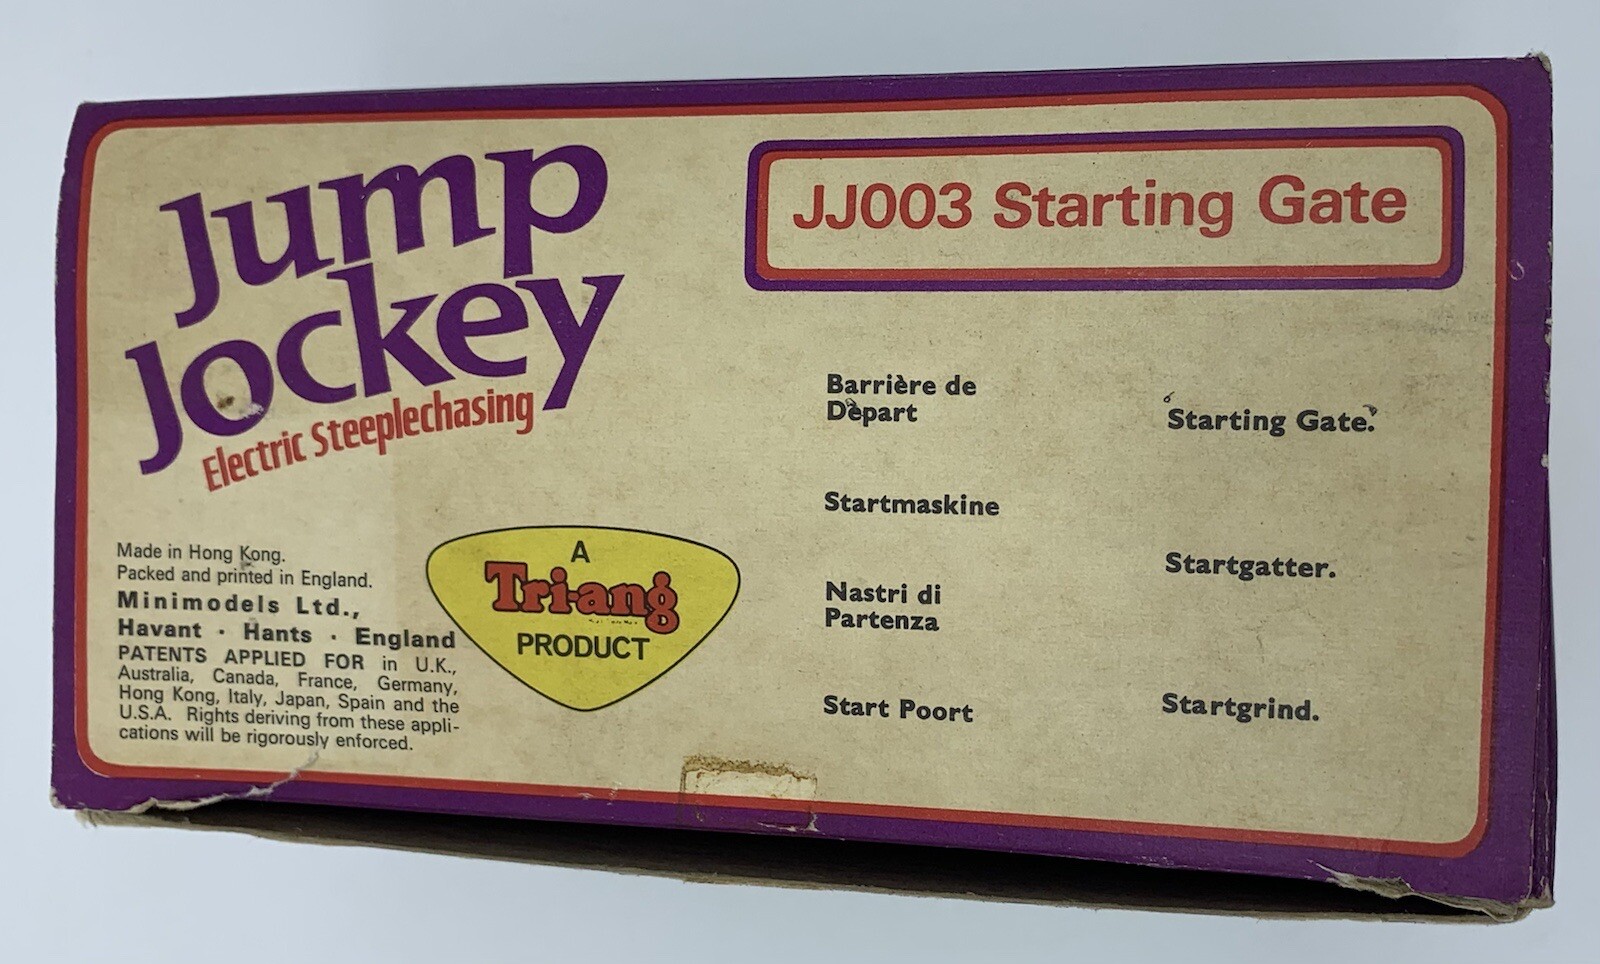 Jump
Jockey
Electric Steeplechasing
JJ003 Starting Gate
Made in Hong Kong.
Packed and printed in England.
Minimodels Ltd.,
Havant · Hants · England
PATENTS APPLIED FOR in U.K.,
Australia, Canada, France, Germany,
Hong Kong, Italy, Japan, Spain and the
U.S.A. Rights deriving from these appli-
cations will be rigorously enforced.
A
Tri-ang
PRODUCT
Barrière de
Dèpart
Startmaskine
Nastri di
Partenza
Start Poort
Starting Gate.
Startgatter.
Startgrind.